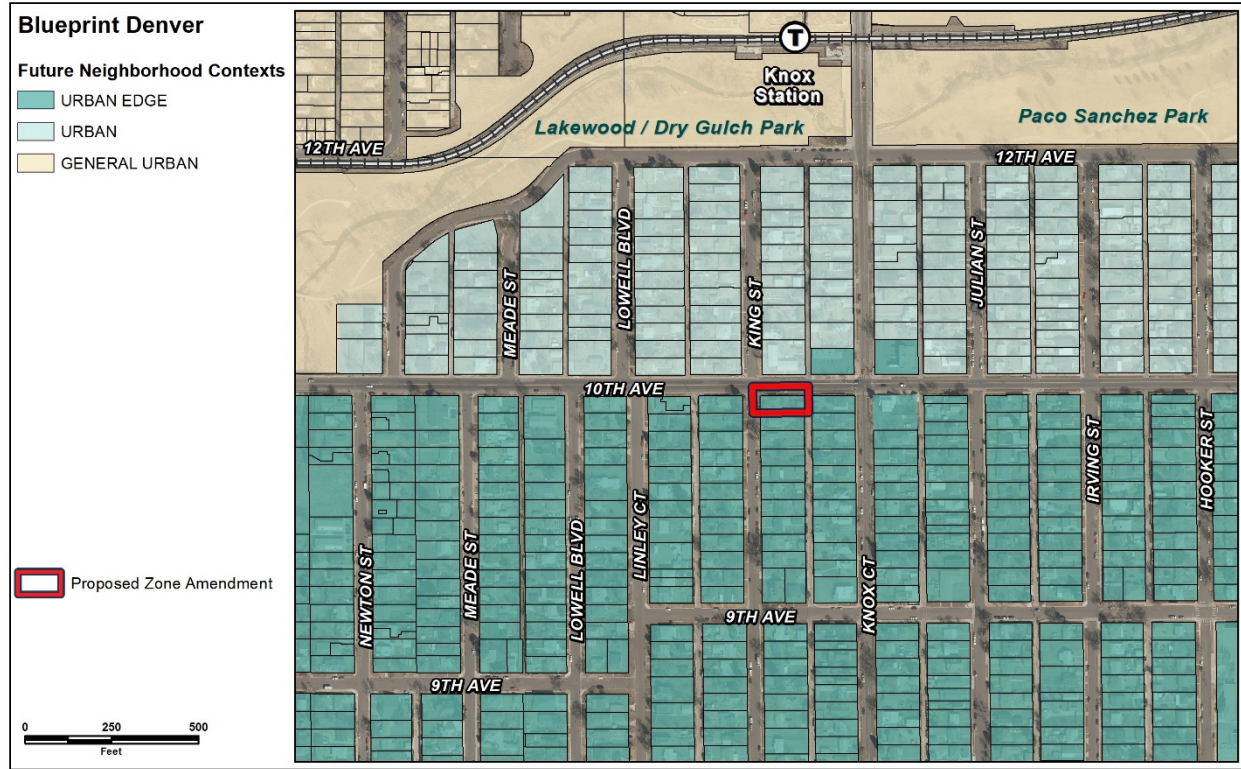 Blueprint Denver
Future Neighborhood Contexts
URBAN EDGE
URBAN
GENERAL URBAN
Proposed Zone Amendment
0 250 500
Feet
T
Knox
Station
Lakewood / Dry Gulch Park
Paco Sanchez Park
12TH AVE
12TH AVE
MEADE ST
LOWELL BLVD
KING ST
JULIAN ST
10TH AVE
NEWTON ST
MEADE ST
LOWELL BLVD
LINLEY CT
KNOX CT
IRVING ST
HOOKER ST
9TH AVE
9TH AVE